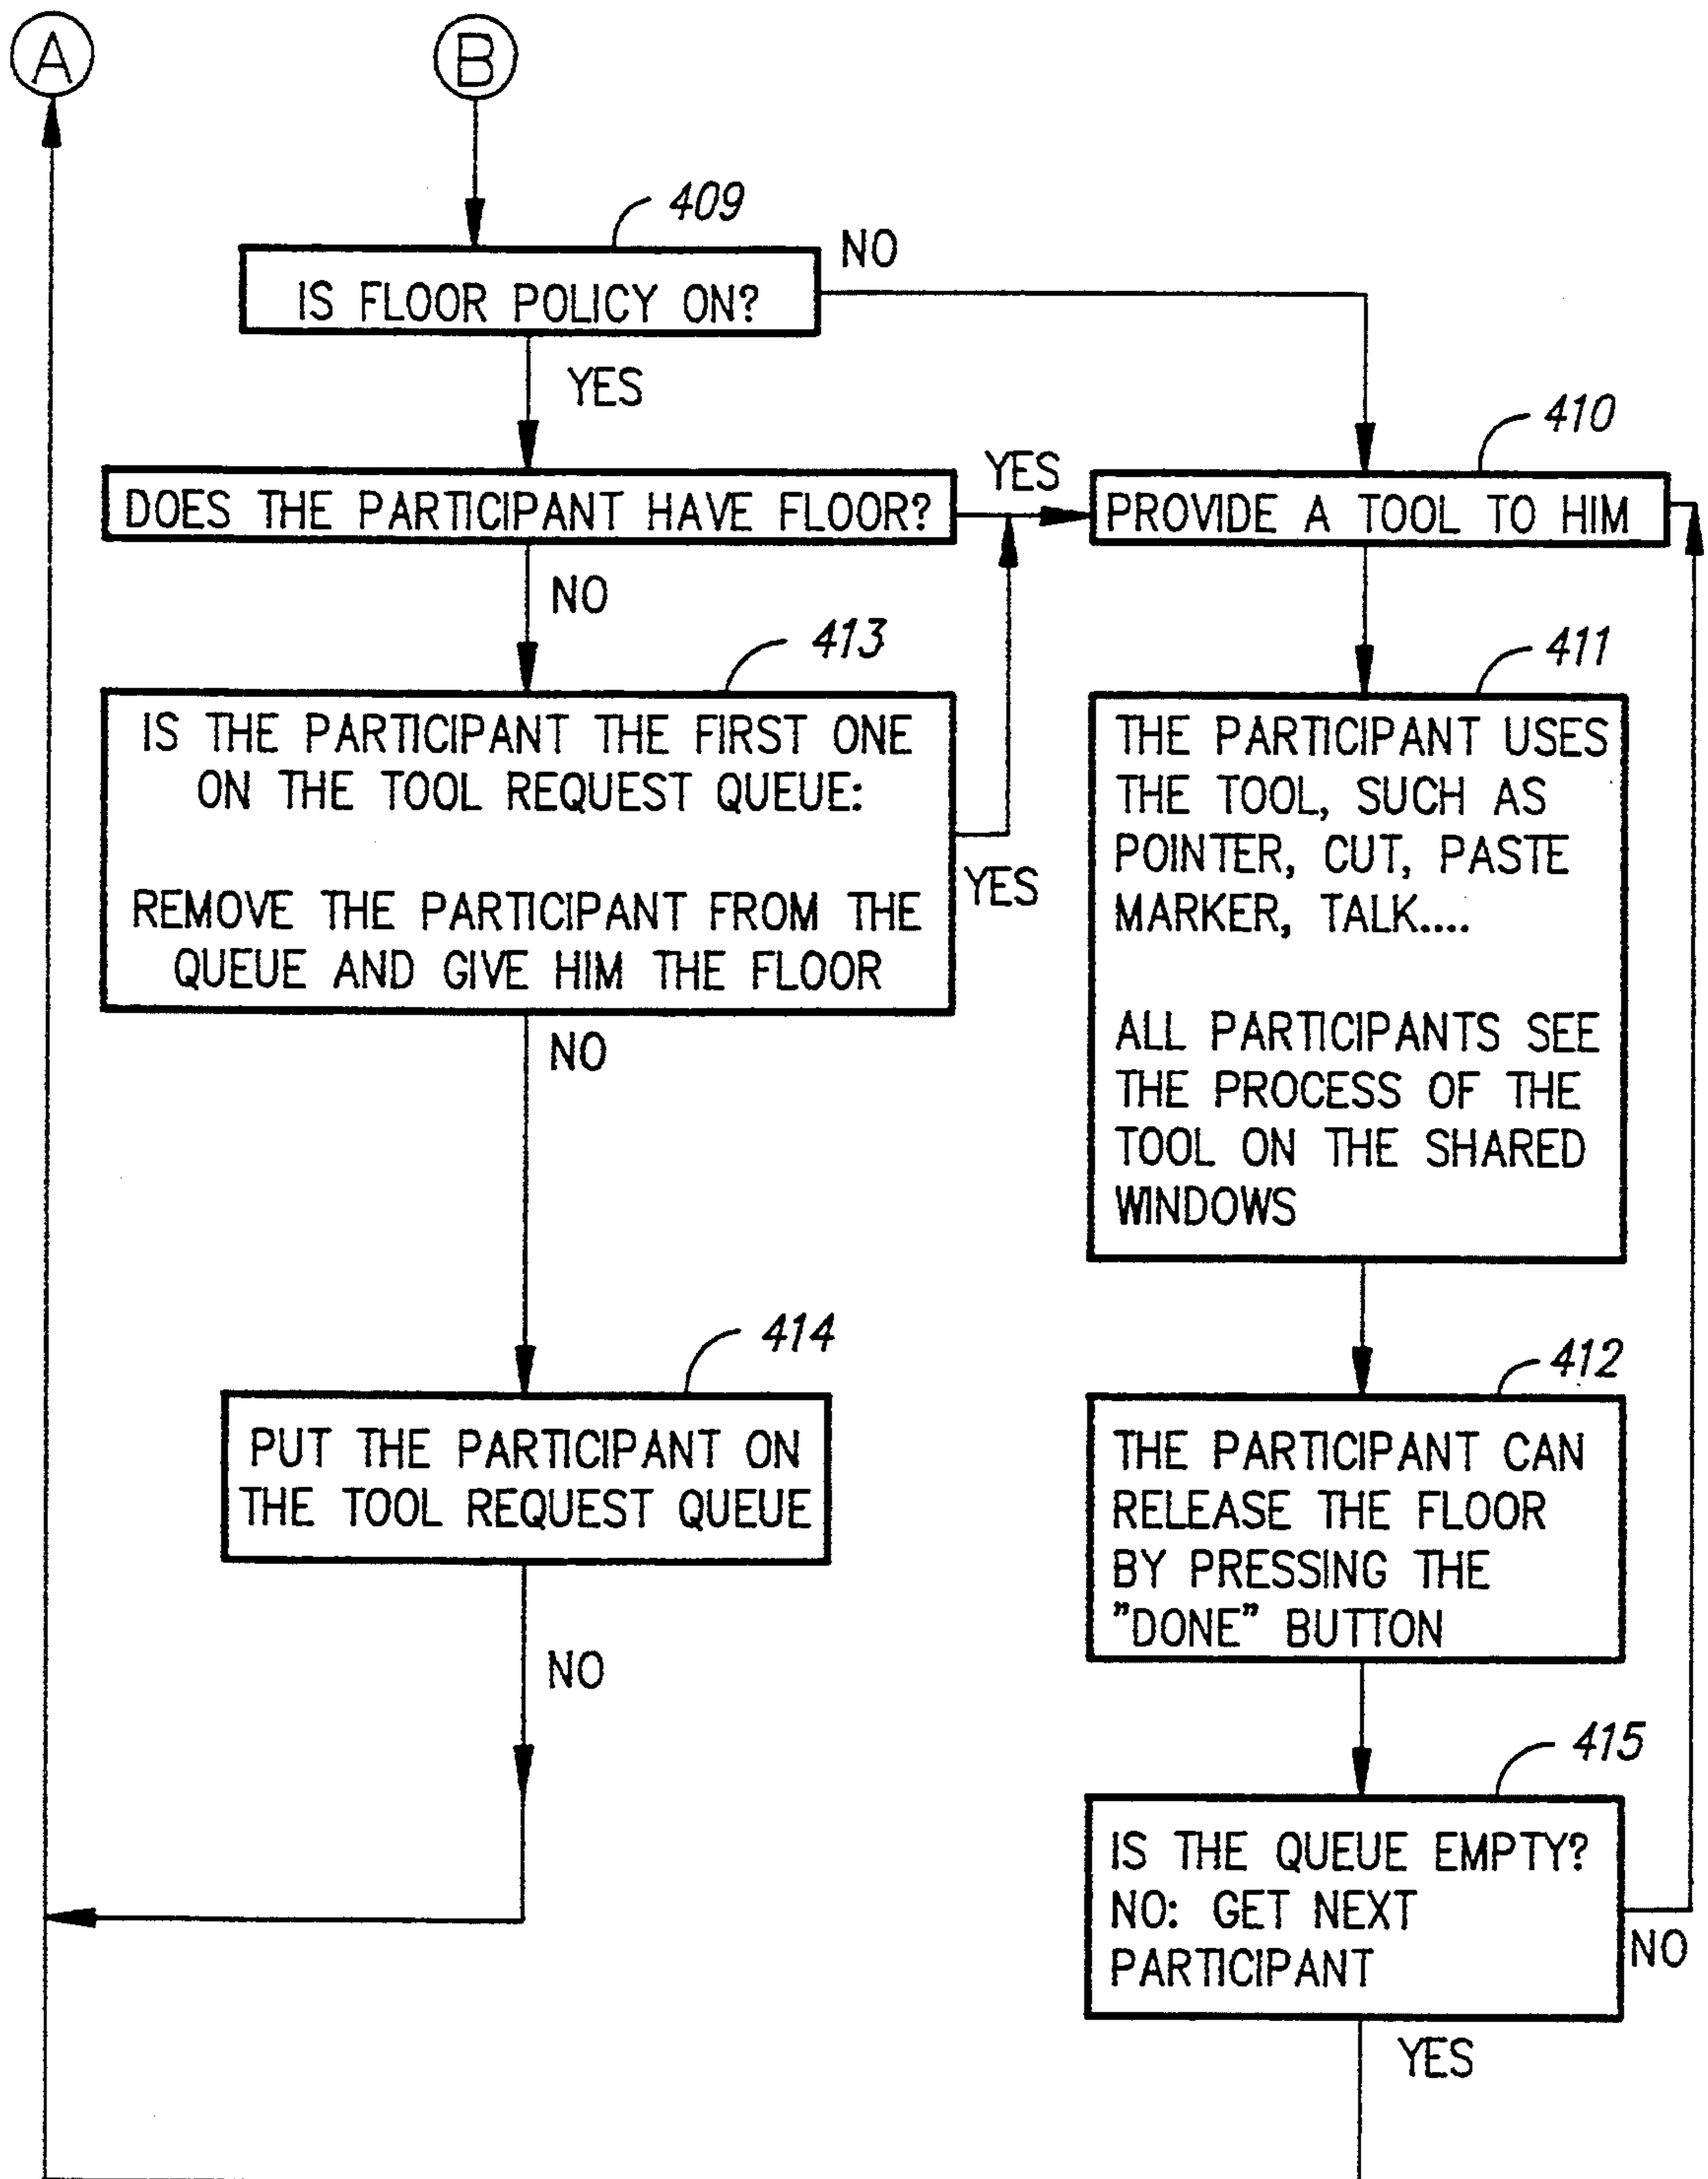 A
B
409
NO
IS FLOOR POLICY ON?
YES
410
DOES THE PARTICIPANT HAVE FLOOR?
YES
PROVIDE A TOOL TO HIM
NO
413
IS THE PARTICIPANT THE FIRST ONE
ON THE TOOL REQUEST QUEUE:
REMOVE THE PARTICIPANT FROM THE
QUEUE AND GIVE HIM THE FLOOR
YES
NO
411
THE PARTICIPANT USES
THE TOOL, SUCH AS
POINTER, CUT, PASTE
MARKER, TALK....
ALL PARTICIPANTS SEE
THE PROCESS OF THE
TOOL ON THE SHARED
WINDOWS
414
PUT THE PARTICIPANT ON
THE TOOL REQUEST QUEUE
NO
412
THE PARTICIPANT CAN
RELEASE THE FLOOR
BY PRESSING THE
"DONE" BUTTON
415
IS THE QUEUE EMPTY?
NO: GET NEXT
PARTICIPANT
NO
YES